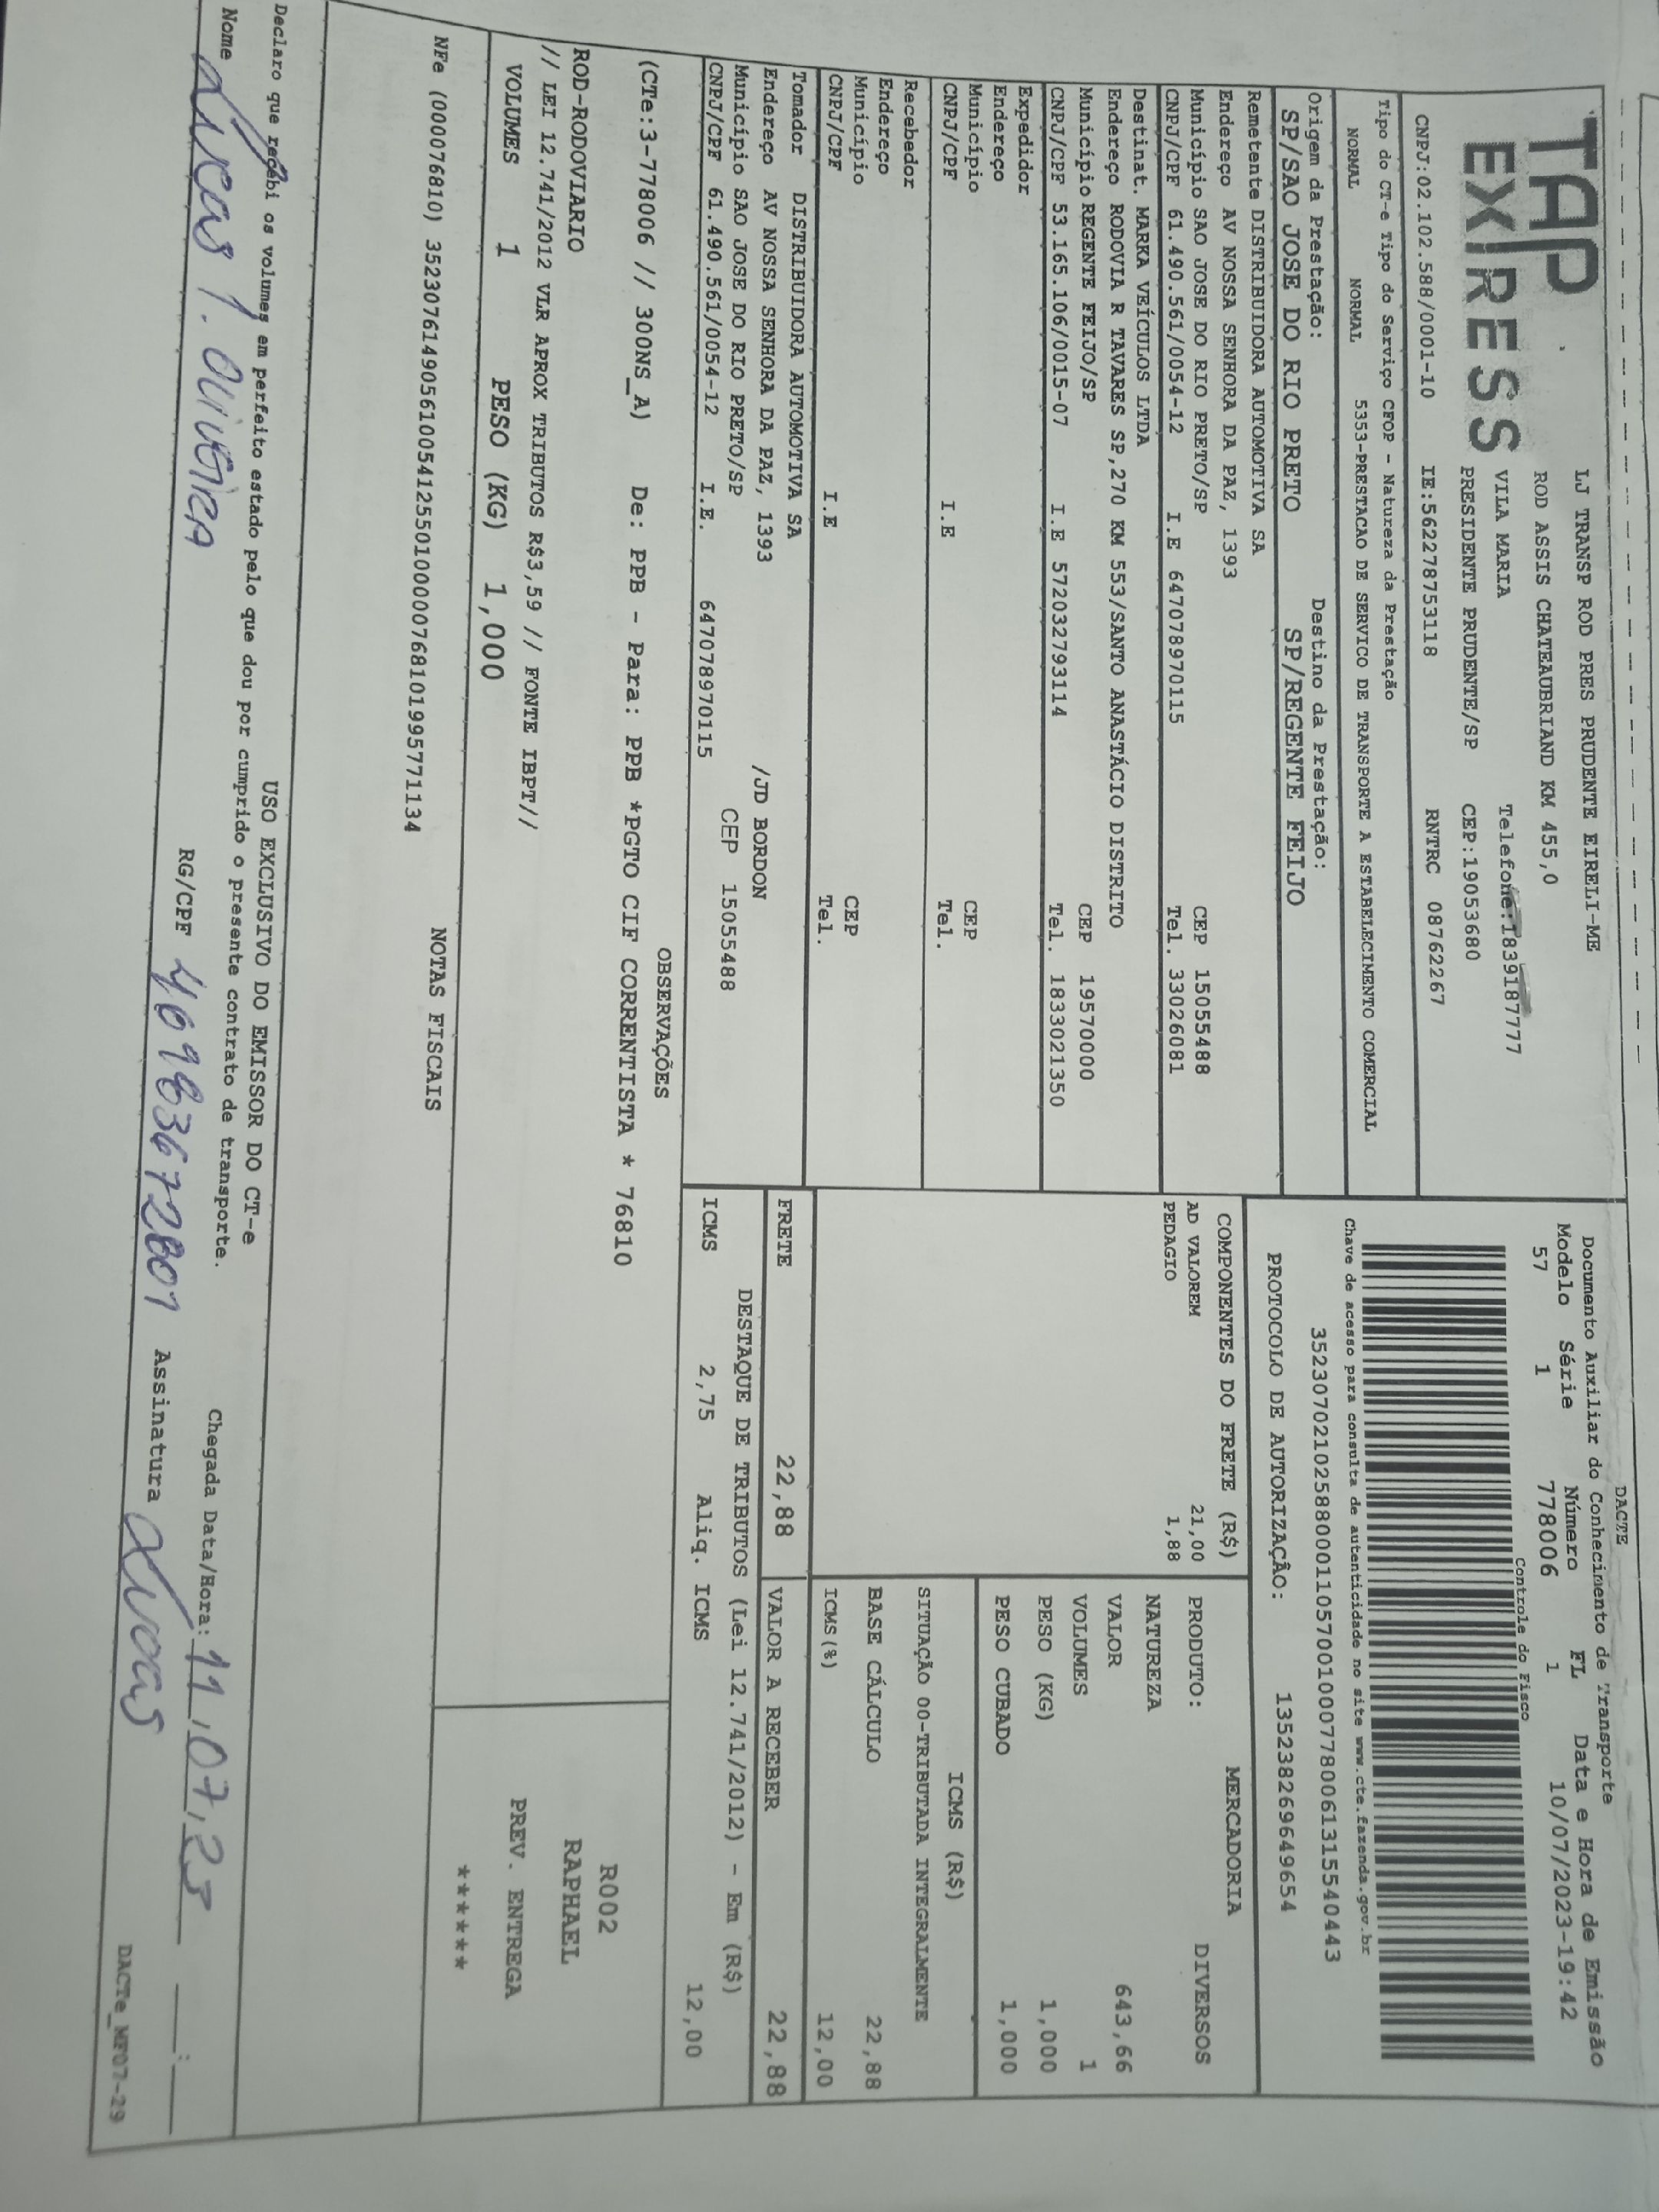 TAP
EXPRESS
LJ TRANSP ROD PRES PRUDENTE EIRELI-ME
ROD ASSIS CHATEAUBRIAND KM 455,0
VILA MARIA Telefone:1839187777
PRESIDENTE PRUDENTE/SP CEP:19053680
CNPJ:02.102.588/0001-10 IE:562278753118 RNTRC 08762267
DACTE
Documento Auxiliar do Conhecimento de Transporte
Modelo Série Número FL Data e Hora de Emissão
57 1 778006 1 10/07/2023-19:42
Controle do Fisco
Chave de acesso para consulta de autenticidade no site www.cte.fazenda.gov.br
35230702102588000110570010007780061315540443
PROTOCOLO DE AUTORIZAÇÃO: 135238269649654
Tipo do CT-e Tipo do Serviço CFOP - Natureza da Prestação
NORMAL NORMAL 5353-PRESTACAO DE SERVICO DE TRANSPORTE A ESTABELECIMENTO COMERCIAL
Origem da Prestação: Destino da Prestação:
SP/SAO JOSE DO RIO PRETO SP/REGENTE FEIJO
Remetente DISTRIBUIDORA AUTOMOTIVA SA
Endereço AV NOSSA SENHORA DA PAZ, 1393
Município SAO JOSE DO RIO PRETO/SP CEP 15055488
CNPJ/CPF 61.490.561/0054-12 I.E 647078970115 Tel. 33026081
Destinat. MARKA VEÍCULOS LTDA
Endereço RODOVIA R TAVARES SP,270 KM 553/SANTO ANASTÁCIO DISTRITO
Município REGENTE FEIJO/SP CEP 19570000
CNPJ/CPF 53.165.106/0015-07 I.E 572032793114 Tel. 1833021350
Expedidor
Endereço
Município CEP
CNPJ/CPF I.E Tel.
Recebedor
Endereço
Município CEP
CNPJ/CPF I.E Tel.
Tomador DISTRIBUIDORA AUTOMOTIVA SA
Endereço AV NOSSA SENHORA DA PAZ, 1393 /JD BORDON
Município SAO JOSE DO RIO PRETO/SP CEP 15055488
CNPJ/CPF 61.490.561/0054-12 I.E. 647078970115
COMPONENTES DO FRETE (R$)
AD VALOREM 21,00
PEDAGIO 1,88
MERCADORIA
PRODUTO: DIVERSOS
NATUREZA
VALOR 643,66
VOLUMES 1
PESO (KG) 1,000
PESO CUBADO 1,000
ICMS (R$)
SITUAÇÃO 00-TRIBUTADA INTEGRALMENTE
BASE CÁLCULO 22,88
ICMS(%) 12,00
FRETE 22,88 VALOR A RECEBER 22,88
DESTAQUE DE TRIBUTOS (Lei 12.741/2012) - Em (R$)
ICMS 2,75 Aliq. ICMS 12,00
OBSERVAÇÕES
(CTe:3-778006 // 300NS_A) De: PPB - Para: PPB *PGTO CIF CORRENTISTA * 76810
ROD-RODOVIARIO
// LEI 12.741/2012 VLR APROX TRIBUTOS R$3,59 // FONTE IBPT//
VOLUMES 1 PESO (KG) 1,000
R002
RAPHAEL
PREV. ENTREGA
******
NOTAS FISCAIS
NFe (000076810) 35230761490561005412550100000768101995771134
USO EXCLUSIVO DO EMISSOR DO CT-e
Declaro que recebi os volumes em perfeito estado pelo que dou por cumprido o presente contrato de transporte.
Chegada Data/Hora: 11,07,23 :
Nome Lucas 1. Oliveira RG/CPF 46983672801 Assinatura Lucas
DACTe_MF07-29